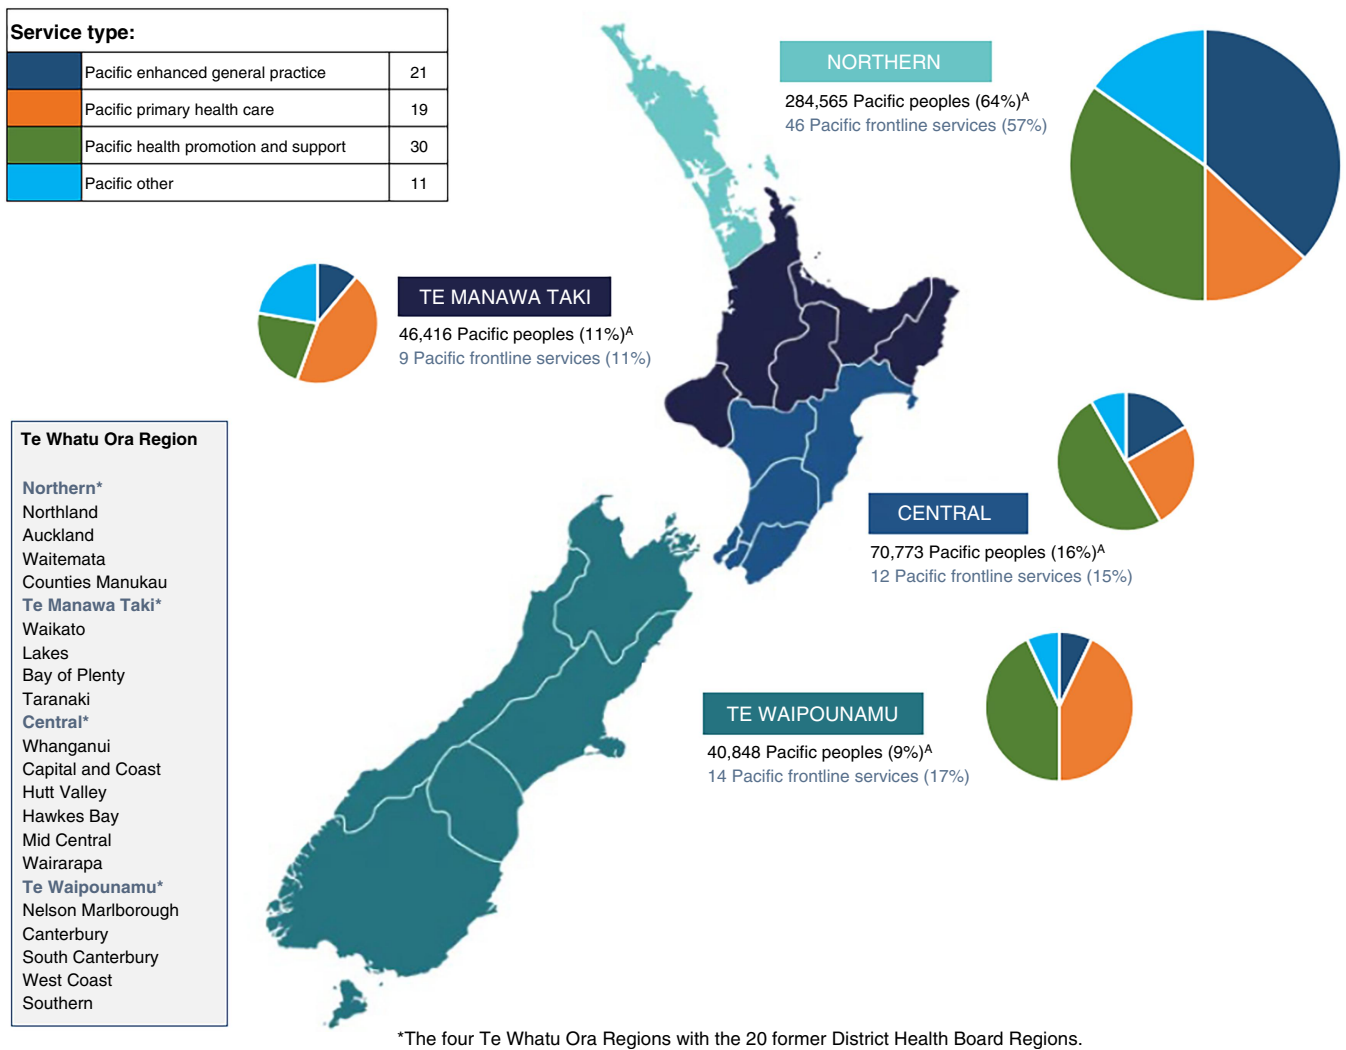 Service type:
Pacific enhanced general practice 21
Pacific primary health care 19
Pacific health promotion and support 30
Pacific other 11
NORTHERN
284,565 Pacific peoples (64%)ᴬ
46 Pacific frontline services (57%)
TE MANAWA TAKI
46,416 Pacific peoples (11%)ᴬ
9 Pacific frontline services (11%)
CENTRAL
70,773 Pacific peoples (16%)ᴬ
12 Pacific frontline services (15%)
TE WAIPOUNAMU
40,848 Pacific peoples (9%)ᴬ
14 Pacific frontline services (17%)
Te Whatu Ora Region
Northern*
Northland
Auckland
Waitemata
Counties Manukau
Te Manawa Taki*
Waikato
Lakes
Bay of Plenty
Taranaki
Central*
Whanganui
Capital and Coast
Hutt Valley
Hawkes Bay
Mid Central
Wairarapa
Te Waipounamu*
Nelson Marlborough
Canterbury
South Canterbury
West Coast
Southern
*The four Te Whatu Ora Regions with the 20 former District Health Board Regions.